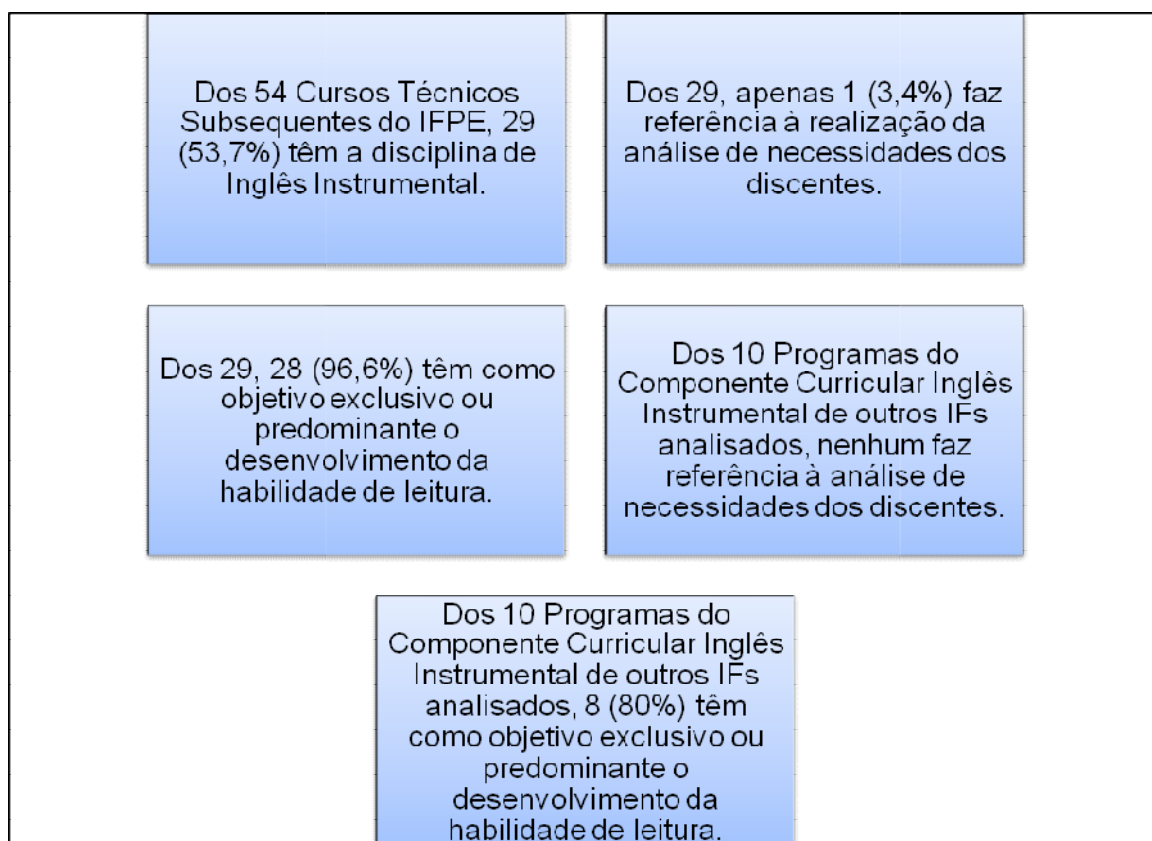 Dos 54 Cursos Técnicos
Subsequentes do IFPE, 29
(53,7%) têm a disciplina de
Inglês Instrumental.
Dos 29, apenas 1 (3,4%) faz
referência à realização da
análise de necessidades dos
discentes.
Dos 29, 28 (96,6%) têm como
objetivo exclusivo ou
predominante o
desenvolvimento da
habilidade de leitura.
Dos 10 Programas do
Componente Curricular Inglês
Instrumental de outros IFs
analisados, nenhum faz
referência à análise de
necessidades dos discentes.
Dos 10 Programas do
Componente Curricular Inglês
Instrumental de outros IFs
analisados, 8 (80%) têm
como objetivo exclusivo ou
predominante o
desenvolvimento da
habilidade de leitura.